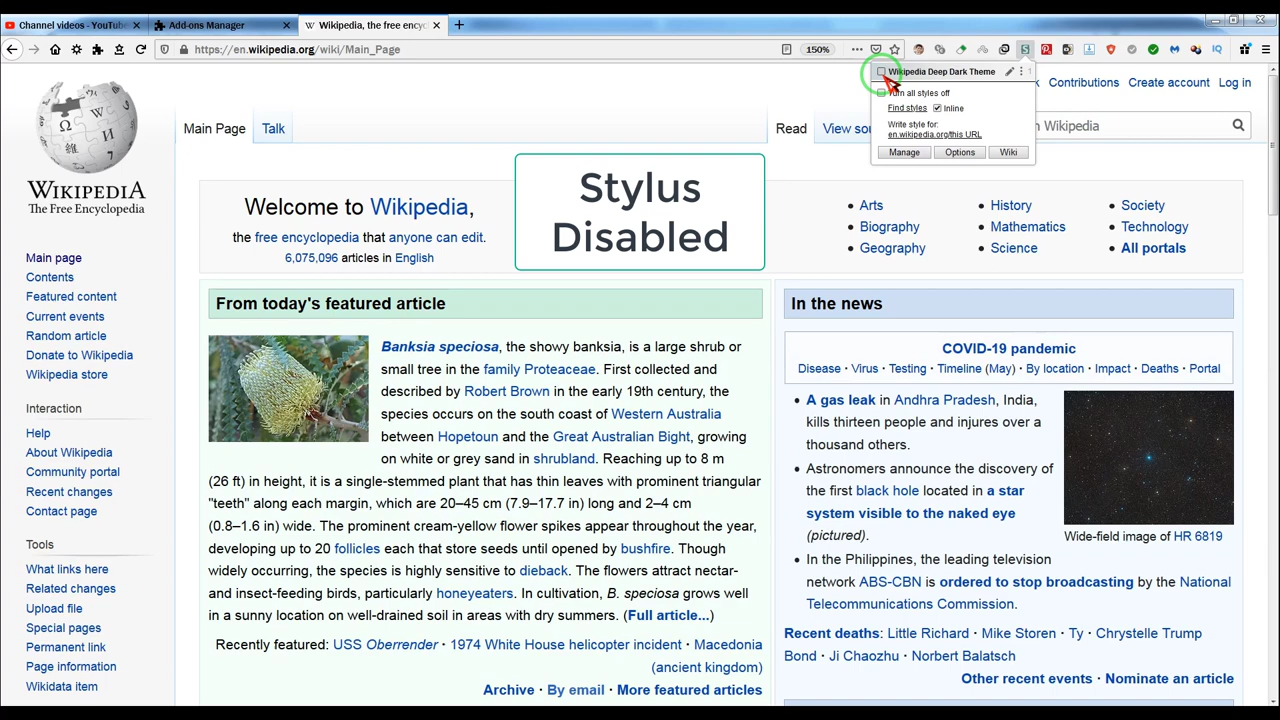 Channel videos - YouTube
Add-ons Manager
Wikipedia, the free encyc
https://en.wikipedia.org/wiki/Main_Page
150%
IQ
Wikipedia Deep Dark Theme
1
Turn all styles off
Find styles Inline
Write style for:
en.wikipedia.org/this URL
Manage Options Wiki
Contributions Create account Log in
Main Page Talk
Read View sou
Wikipedia
WIKIPEDIA
The Free Encyclopedia
Stylus
Disabled
Welcome to Wikipedia,
the free encyclopedia that anyone can edit.
6,075,096 articles in English
Arts
Biography
Geography
History
Mathematics
Science
Society
Technology
All portals
Main page
Contents
Featured content
Current events
Random article
Donate to Wikipedia
Wikipedia store
Interaction
Help
About Wikipedia
Community portal
Recent changes
Contact page
Tools
What links here
Related changes
Upload file
Special pages
Permanent link
Page information
Wikidata item
From today's featured article
Banksia speciosa, the showy banksia, is a large shrub or
small tree in the family Proteaceae. First collected and
described by Robert Brown in the early 19th century, the
species occurs on the south coast of Western Australia
between Hopetoun and the Great Australian Bight, growing
on white or grey sand in shrubland. Reaching up to 8 m
(26 ft) in height, it is a single-stemmed plant that has thin leaves with prominent triangular
"teeth" along each margin, which are 20–45 cm (7.9–17.7 in) long and 2–4 cm
(0.8–1.6 in) wide. The prominent cream-yellow flower spikes appear throughout the year,
developing up to 20 follicles each that store seeds until opened by bushfire. Though
widely occurring, the species is highly sensitive to dieback. The flowers attract nectar-
and insect-feeding birds, particularly honeyeaters. In cultivation, B. speciosa grows well
in a sunny location on well-drained soil in areas with dry summers. (Full article...)
Recently featured: USS Oberrender · 1974 White House helicopter incident · Macedonia
(ancient kingdom)
Archive · By email · More featured articles
In the news
COVID-19 pandemic
Disease · Virus · Testing · Timeline (May) · By location · Impact · Deaths · Portal
• A gas leak in Andhra Pradesh, India,
kills thirteen people and injures over a
thousand others.
• Astronomers announce the discovery of
the first black hole located in a star
system visible to the naked eye
(pictured).
Wide-field image of HR 6819
• In the Philippines, the leading television
network ABS-CBN is ordered to stop broadcasting by the National
Telecommunications Commission.
Recent deaths: Little Richard · Mike Storen · Ty · Chrystelle Trump
Bond · Ji Chaozhu · Norbert Balatsch
Other recent events · Nominate an article